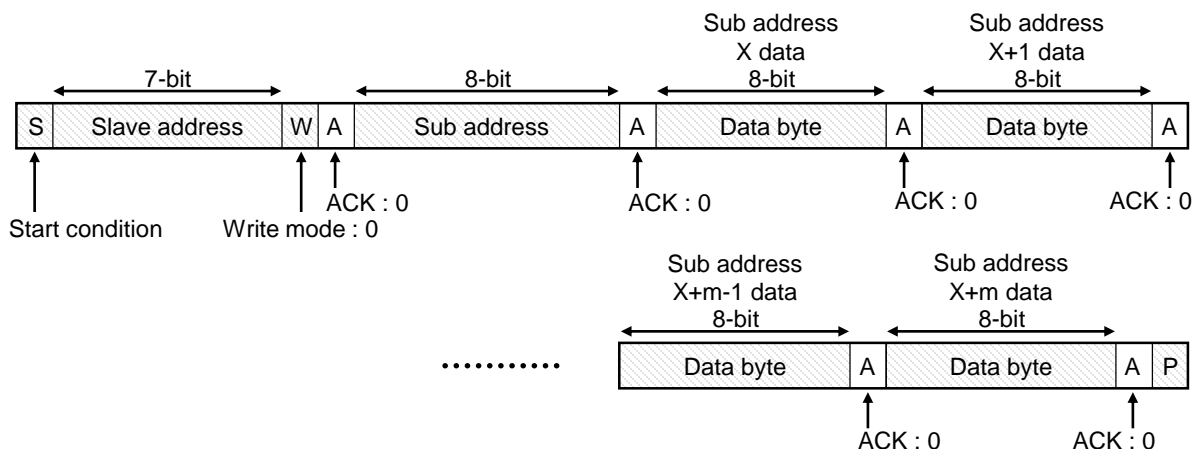 Sub address Sub address
X data X+1 data
7-bit 8-bit 8-bit 8-bit
S Slave address W A Sub address A Data byte A Data byte A
ACK : 0 ACK : 0 ACK : 0 ACK : 0
Start condition Write mode : 0
Sub address Sub address
X+m-1 data X+m data
8-bit 8-bit
Data byte A Data byte A P
ACK : 0 ACK : 0